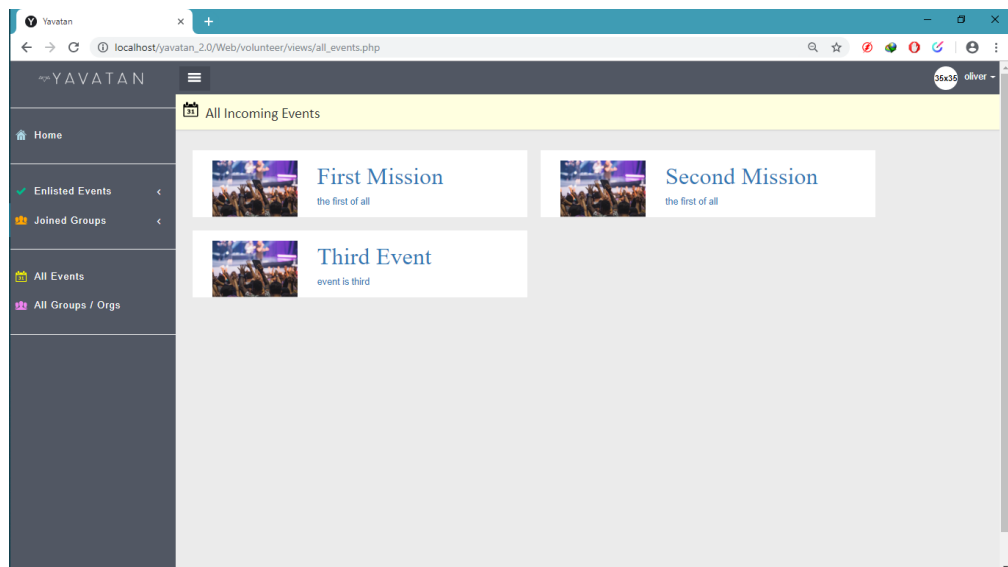 Yavatan
localhost/yavatan_2.0/Web/volunteer/views/all_events.php
YAVATAN
35x35 oliver
31 All Incoming Events
Home
Enlisted Events
Joined Groups
31 All Events
All Groups / Orgs
First Mission
the first of all
Second Mission
the first of all
Third Event
event is third